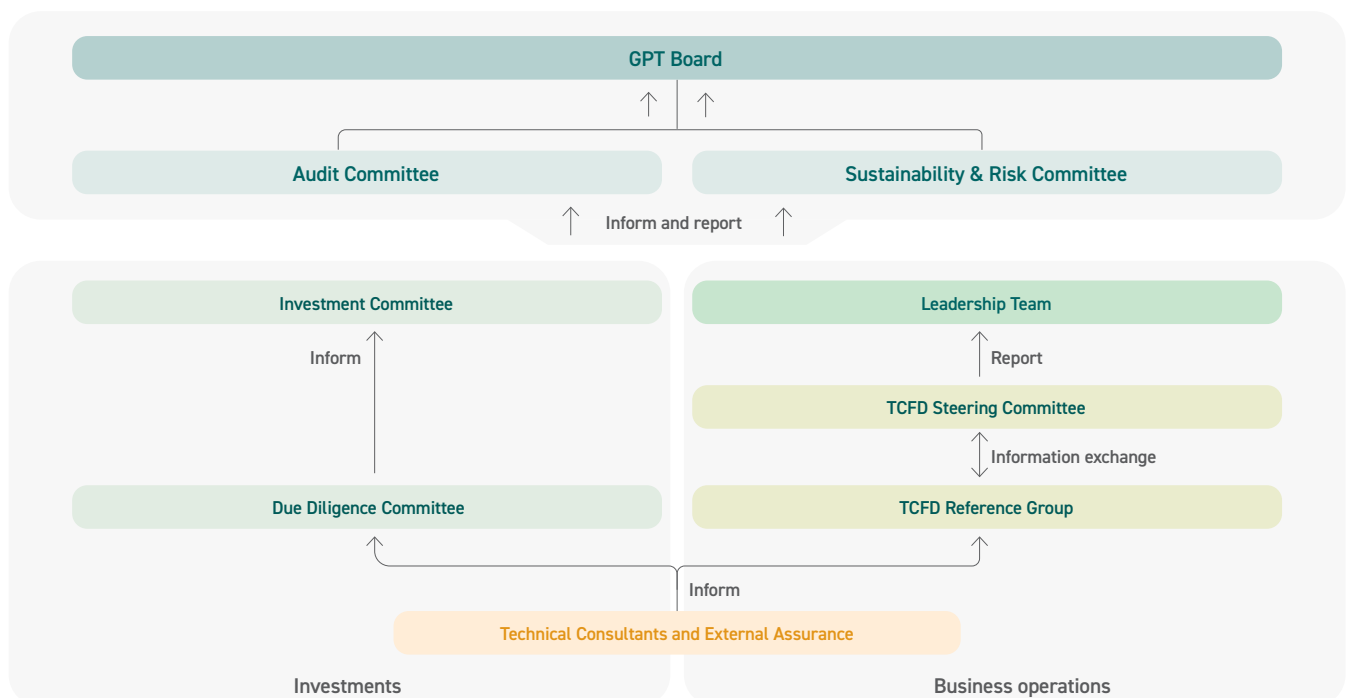 GPT Board
Audit Committee
Sustainability & Risk Committee
Inform and report
Investment Committee
Leadership Team
Inform
Report
TCFD Steering Committee
Information exchange
Due Diligence Committee
TCFD Reference Group
Inform
Technical Consultants and External Assurance
Investments
Business operations